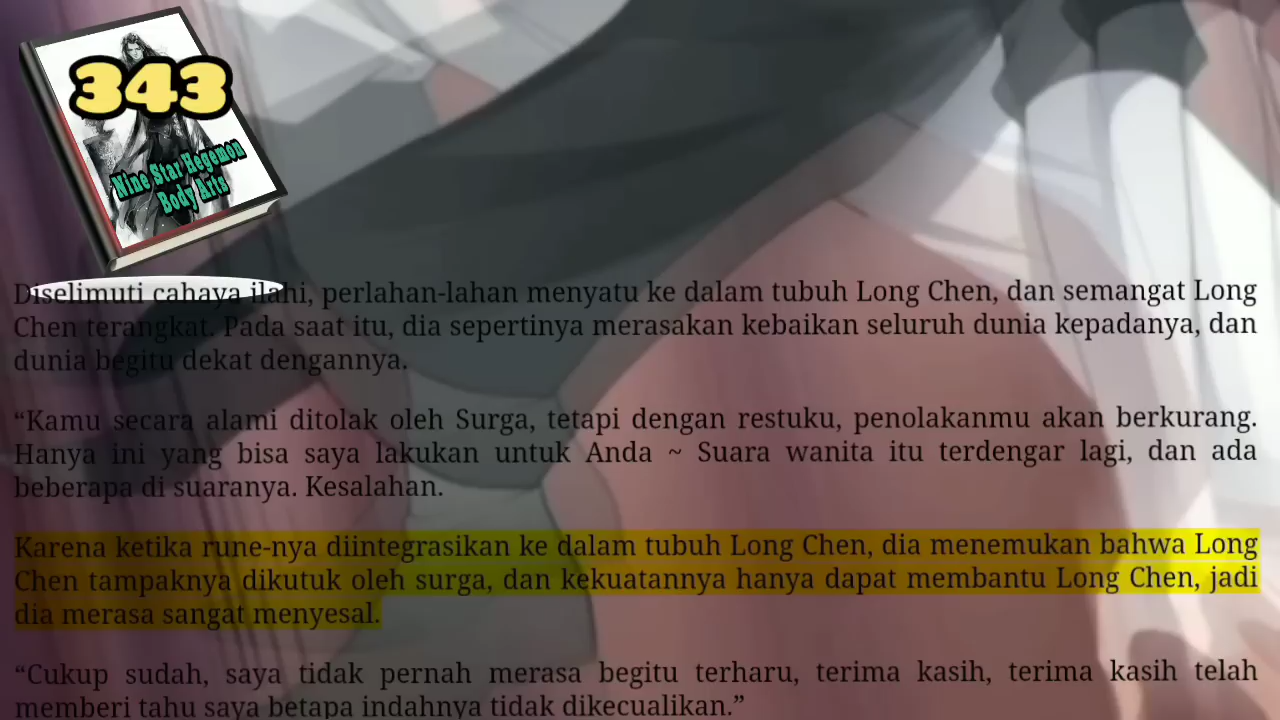 343
Nine Star Hegemon
Body Arts
Diselimuti cahaya ilahi, perlahan-lahan menyatu ke dalam tubuh Long Chen, dan semangat Long
Chen terangkat. Pada saat itu, dia sepertinya merasakan kebaikan seluruh dunia kepadanya, dan
dunia begitu dekat dengannya.
“Kamu secara alami ditolak oleh Surga, tetapi dengan restuku, penolakanmu akan berkurang.
Hanya ini yang bisa saya lakukan untuk Anda ~ Suara wanita itu terdengar lagi, dan ada
beberapa di suaranya. Kesalahan.
Karena ketika rune-nya diintegrasikan ke dalam tubuh Long Chen, dia menemukan bahwa Long
Chen tampaknya dikutuk oleh surga, dan kekuatannya hanya dapat membantu Long Chen, jadi
dia merasa sangat menyesal.
“Cukup sudah, saya tidak pernah merasa begitu terharu, terima kasih, terima kasih telah
memberi tahu saya betapa indahnya tidak dikecualikan.”